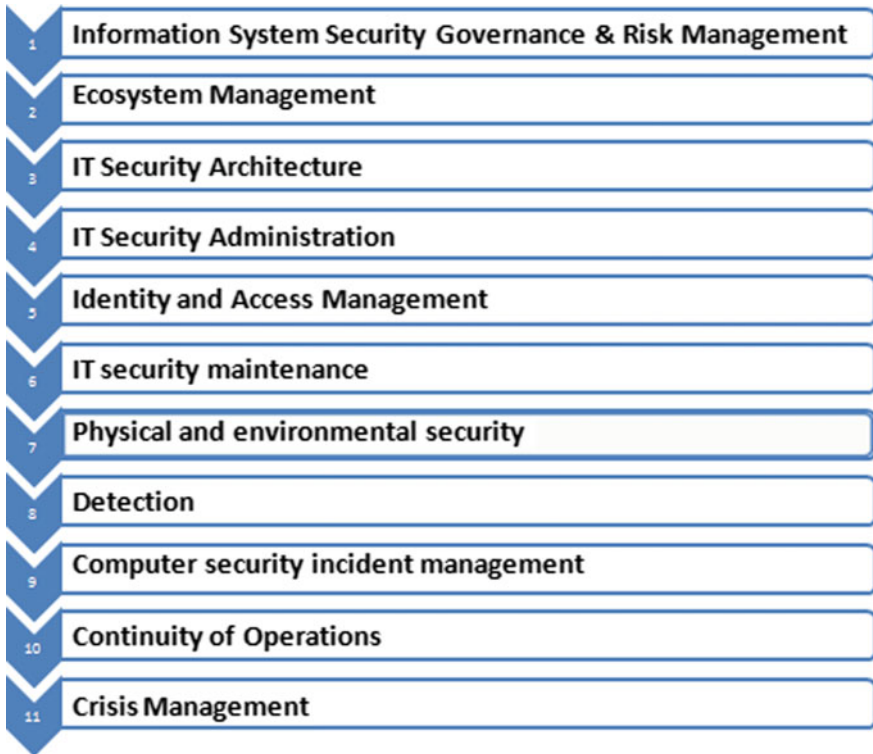 1 Information System Security Governance & Risk Management
2 Ecosystem Management
3 IT Security Architecture
4 IT Security Administration
5 Identity and Access Management
6 IT security maintenance
7 Physical and environmental security
8 Detection
9 Computer security incident management
10 Continuity of Operations
11 Crisis Management